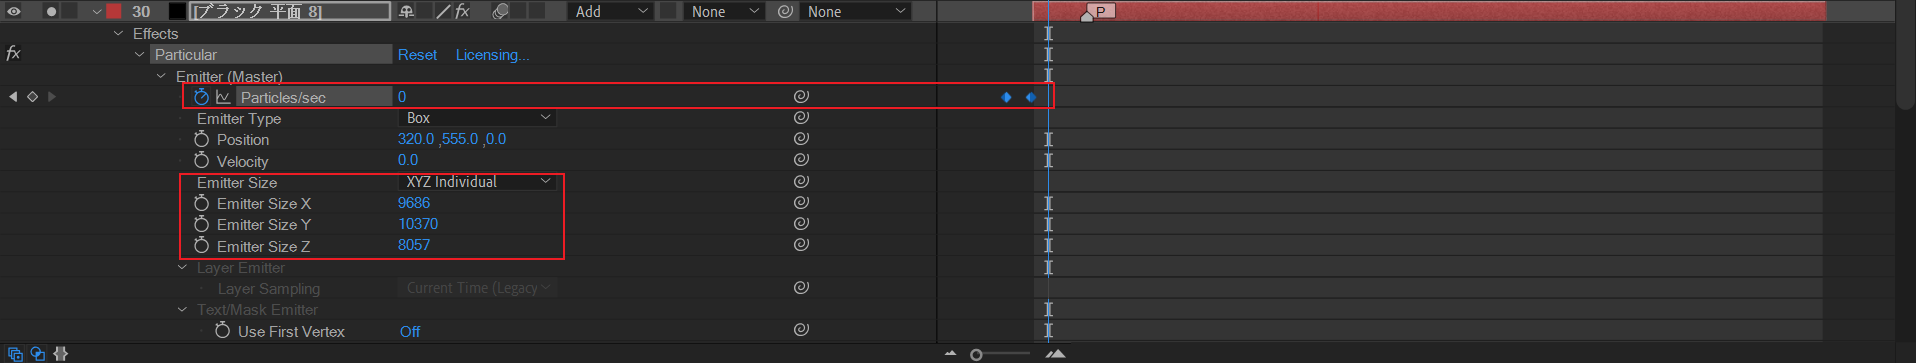 30 [ブラック 平面 8] fx Add None None P
Effects
fx Particular Reset Licensing...
Emitter (Master)
Particles/sec 0
Emitter Type Box
Position 320.0 ,555.0 ,0.0
Velocity 0.0
Emitter Size XYZ Individual
Emitter Size X 9686
Emitter Size Y 10370
Emitter Size Z 8057
Layer Emitter
Layer Sampling Current Time (Legacy
Text/Mask Emitter
Use First Vertex Off